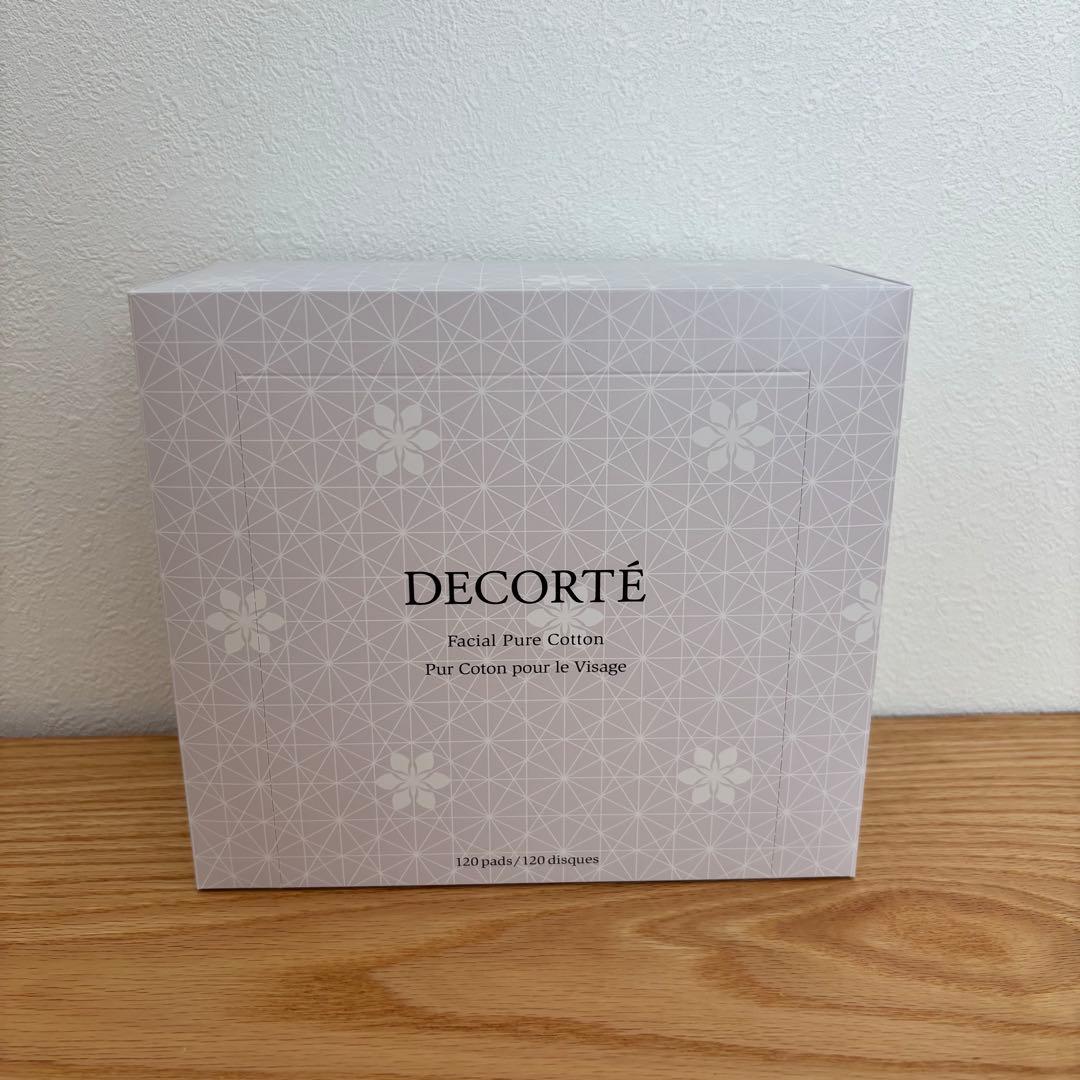 DECORTÉ
Facial Pure Cotton
Pur Coton pour le Visage
120 pads/120 disques